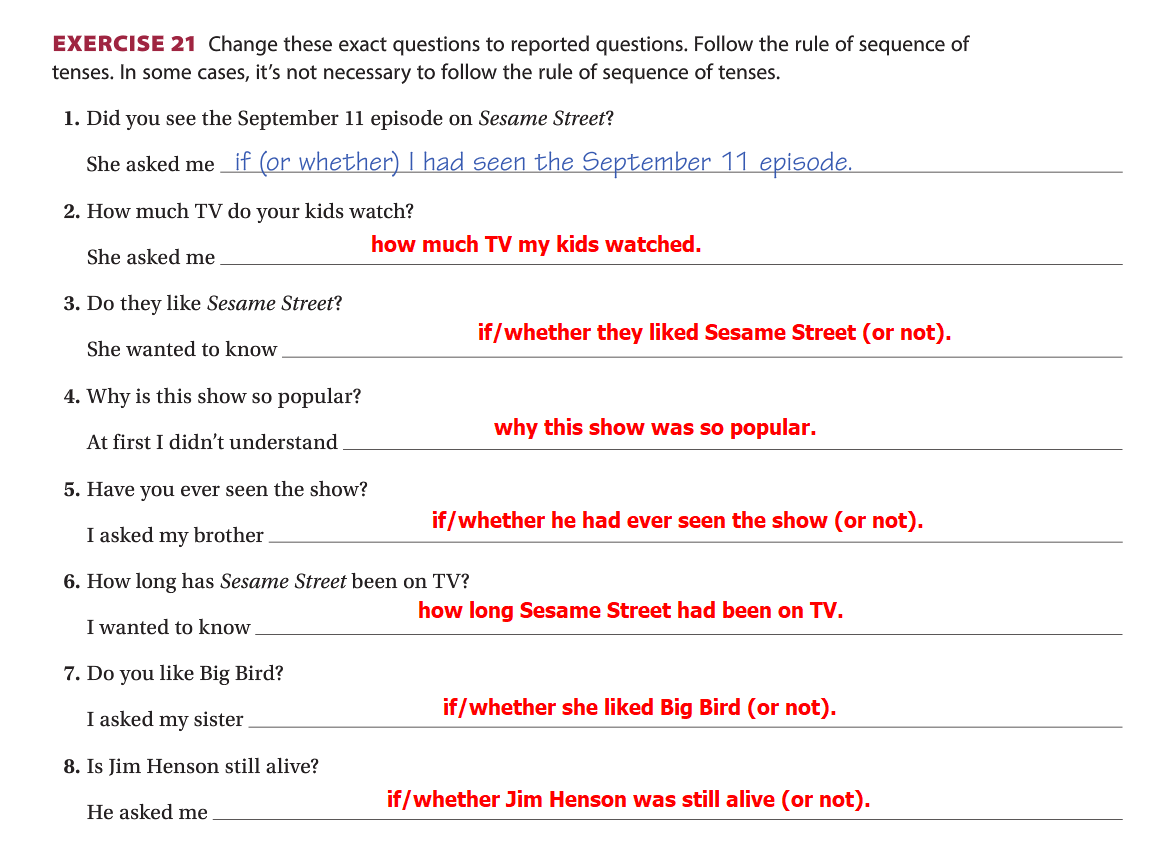 EXERCISE 21 Change these exact questions to reported questions. Follow the rule of sequence of
tenses. In some cases, it’s not necessary to follow the rule of sequence of tenses.
1. Did you see the September 11 episode on Sesame Street?
She asked me if (or whether) I had seen the September 11 episode.
2. How much TV do your kids watch?
how much TV my kids watched.
She asked me
3. Do they like Sesame Street?
if/whether they liked Sesame Street (or not).
She wanted to know
4. Why is this show so popular?
why this show was so popular.
At first I didn’t understand
5. Have you ever seen the show?
if/whether he had ever seen the show (or not).
I asked my brother
6. How long has Sesame Street been on TV?
how long Sesame Street had been on TV.
I wanted to know
7. Do you like Big Bird?
if/whether she liked Big Bird (or not).
I asked my sister
8. Is Jim Henson still alive?
if/whether Jim Henson was still alive (or not).
He asked me